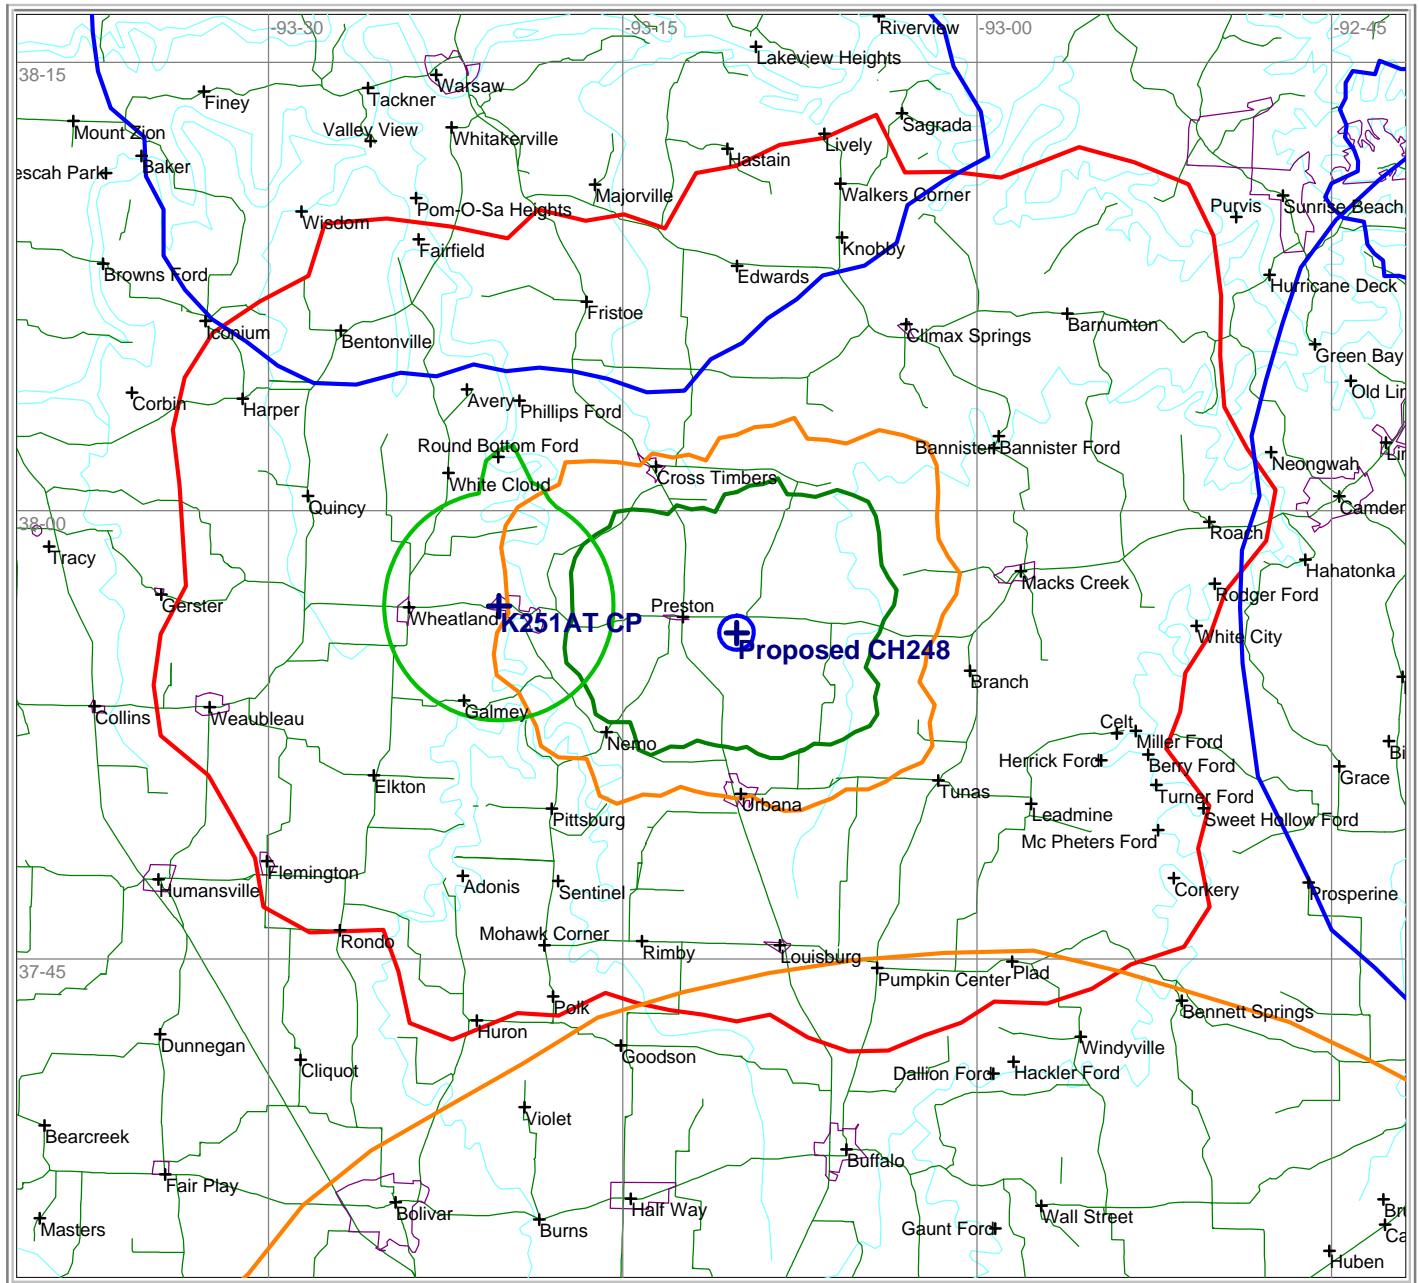 -93-30
-93-15
-93-00
-92-45
Riverview
Lakeview Heights
38-15
Warsaw
Finey
Tackner
Mount Zion
Valley View
Whitakerville
Sagrada
Lively
Baker
Hastain
escah Park
Majorville
Walkers Corner
Pom-O-Sa Heights
Wisdom
Purvis
Sunrise Beach
Fairfield
Knobby
Browns Ford
Edwards
Hurricane Deck
Fristoe
Iconium
Bentonville
Climax Springs
Barnumton
Green Bay
Corbin
Harper
Avery
Phillips Ford
Old Lin
Round Bottom Ford
Bannister
Bannister Ford
Lin
White Cloud
Cross Timbers
Neongwah
Quincy
Camden
38-00
Roach
Tracy
Hahatonka
Macks Creek
Gerster
Wheatland
K251AT CP
Preston
Rodger Ford
White City
Proposed CH248
Branch
Collins
Weaubleau
Galmey
Nemo
Celt
Miller Ford
Bi
Herrick Ford
Berry Ford
Grace
Elkton
Urbana
Tunas
Turner Ford
Pittsburg
Leadmine
Sweet Hollow Ford
Mc Pheters Ford
Flemington
Humansville
Adonis
Sentinel
Corkery
Prosperine
Rondo
Mohawk Corner
Rimby
Louisburg
37-45
Pumpkin Center
Plad
Polk
Bennett Springs
Huron
Dunnegan
Goodson
Windyville
Cliquot
Dallion Ford
Hackler Ford
Violet
Bearcreek
Buffalo
Fair Play
Bolivar
Half Way
Wall Street
Bru
Masters
Burns
Gaunt Ford
Ca
Huben